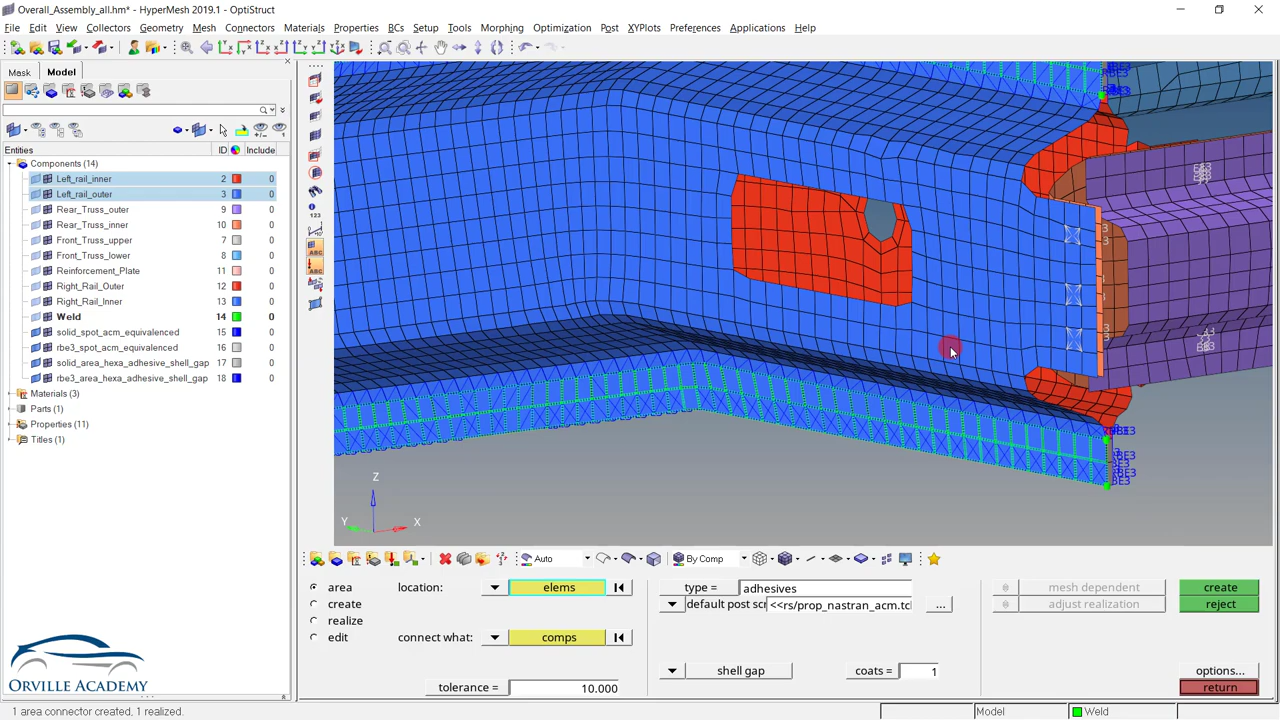 Overall_Assembly_all.hm* - HyperMesh 2019.1 - OptiStruct
File Edit View Collectors Geometry Mesh Connectors Materials Properties BCs Setup Tools Morphing Optimization Post XYPlots Preferences Applications Help
Mask Model
Entities ID Include
Components (14)
Left_rail_inner 2 0
Left_rail_outer 3 0
Rear_Truss_outer 9 0
Rear_Truss_inner 10 0
Front_Truss_upper 7 0
Front_Truss_lower 8 0
Reinforcement_Plate 11 0
Right_Rail_Outer 12 0
Right_Rail_Inner 13 0
Weld 14 0
solid_spot_acm_equivalenced 15 0
rbe3_spot_acm_equivalenced 16 0
solid_area_hexa_adhesive_shell_gap 17 0
rbe3_area_hexa_adhesive_shell_gap 18 0
Materials (3)
Parts (1)
Properties (11)
Titles (1)
123
ABC
ABC
Z
Y
X
Auto By Comp
area location: elems type = adhesives mesh dependent create
create default post scr <<rs/prop_nastran_acm.tcl ... adjust realization reject
realize
edit connect what: comps
shell gap coats = 1 options...
tolerance = 10.000 return
ORVILLE ACADEMY
1 area connector created, 1 realized. Model Weld